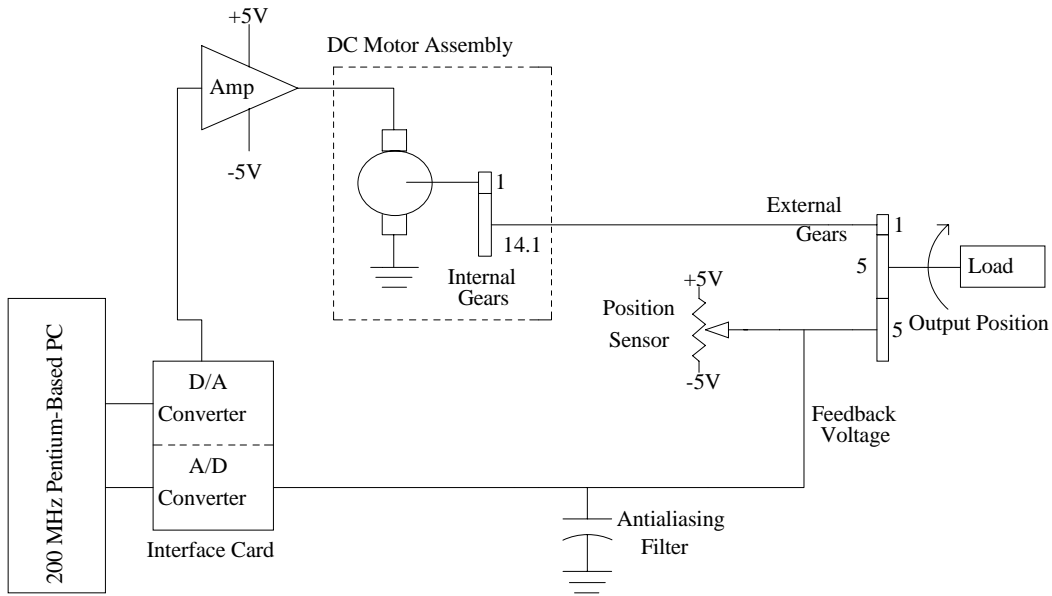 +5V
DC Motor Assembly
Amp
-5V
1
14.1
Internal
Gears
External
Gears
1
5
Load
5
Output Position
+5V
Position
Sensor
-5V
Feedback
Voltage
200 MHz Pentium-Based PC
D/A
Converter
A/D
Converter
Interface Card
Antialiasing
Filter